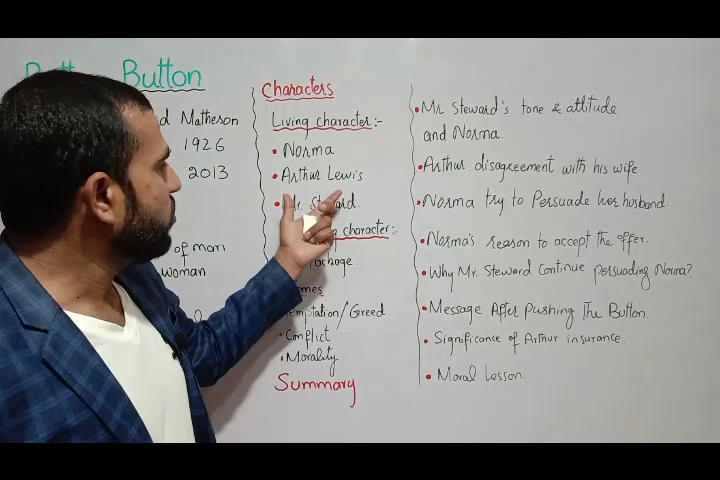 Button
d Matheson
1926
2013
of man
woman
Characters
Living character:-
• Norma
• Arthur Lewis
• Mr. Steward.
character:-
Temptation/Greed
• Conflict
• Morality
Summary
• Mr Steward's tone & attitude
and Norma.
• Arthur disagreement with his wife
• Norma try to Persuade her husband.
• Norma's reason to accept the offer.
• Why Mr. Steward Continue persuading Norma?
• Message After Pushing The Button.
• Significance of Arthur insurance.
• Moral Lesson.